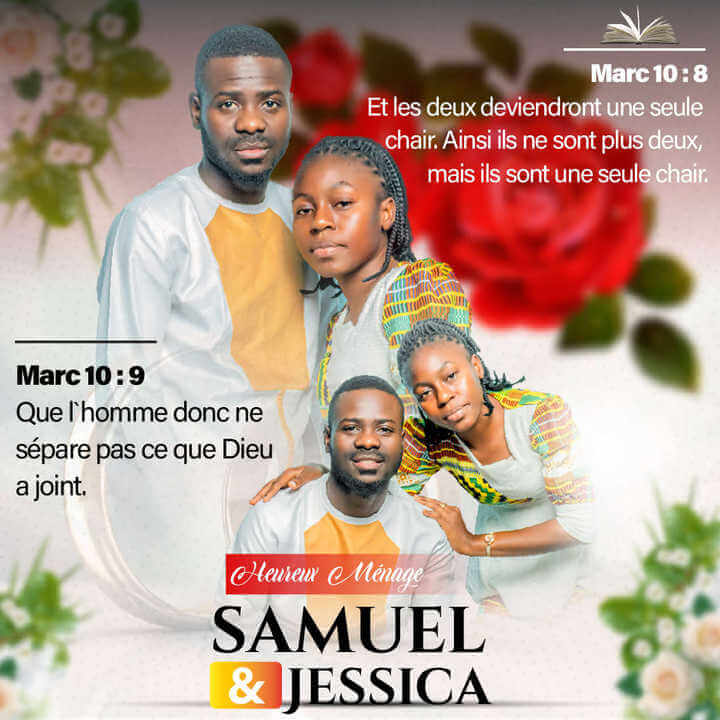 Marc 10 : 8
Et les deux deviendront une seule
chair. Ainsi ils ne sont plus deux,
mais ils sont une seule chair.
Marc 10 : 9
Que l`homme donc ne
sépare pas ce que Dieu
a joint.
Heureux Ménage
SAMUEL
& JESSICA